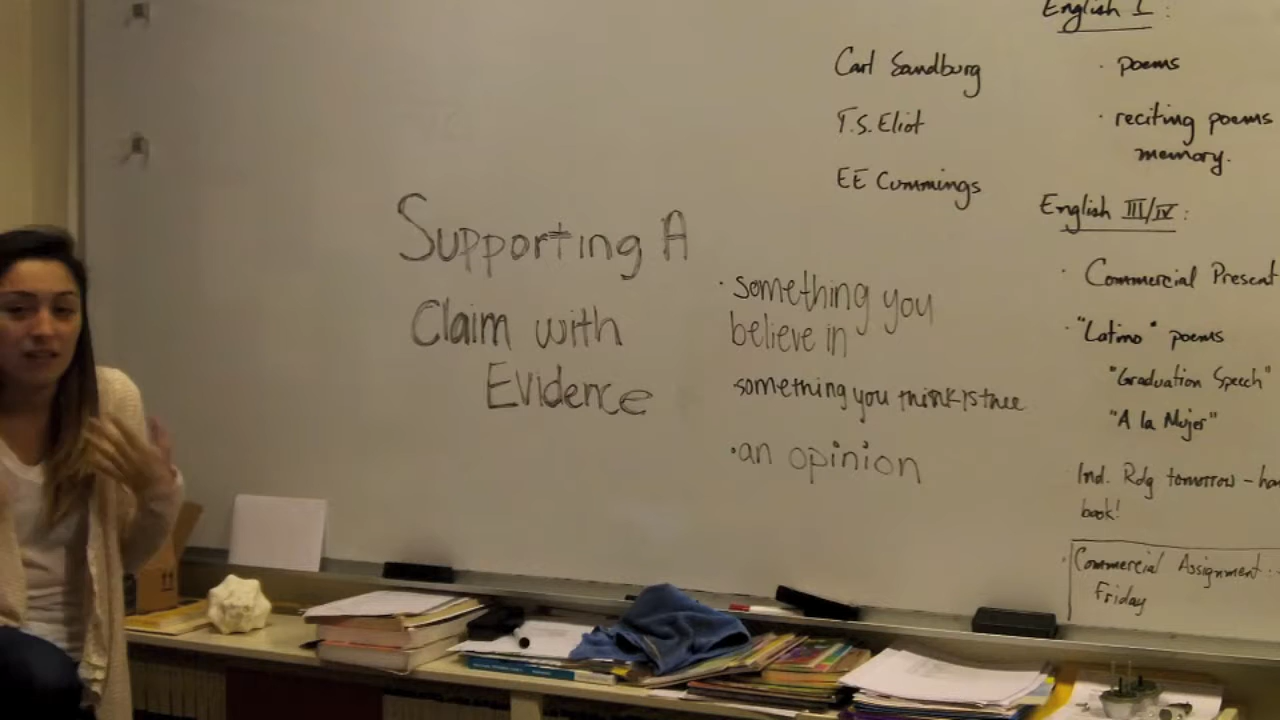 Supporting A
Claim with
Evidence
· something you
believe in
something you think is true
· an opinion
Carl Sandburg
T.S. Eliot
EE Cummings
English I :
· poems
· reciting poems
memory.
English III/IV :
· Commercial Present
· "Latino" poems
"Graduation Speech"
"A la Mujer"
Ind. Rdg tomorrow - ha
book!
· Commercial Assignment :
Friday